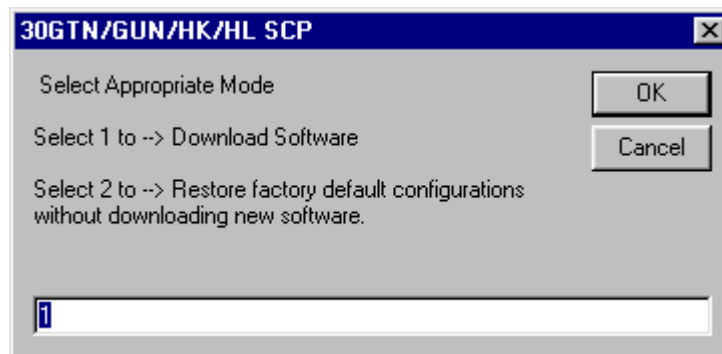 30GTN/GUN/HK/HL SCP
Select Appropriate Mode
OK
Select 1 to --> Download Software
Cancel
Select 2 to --> Restore factory default configurations
without downloading new software.
1